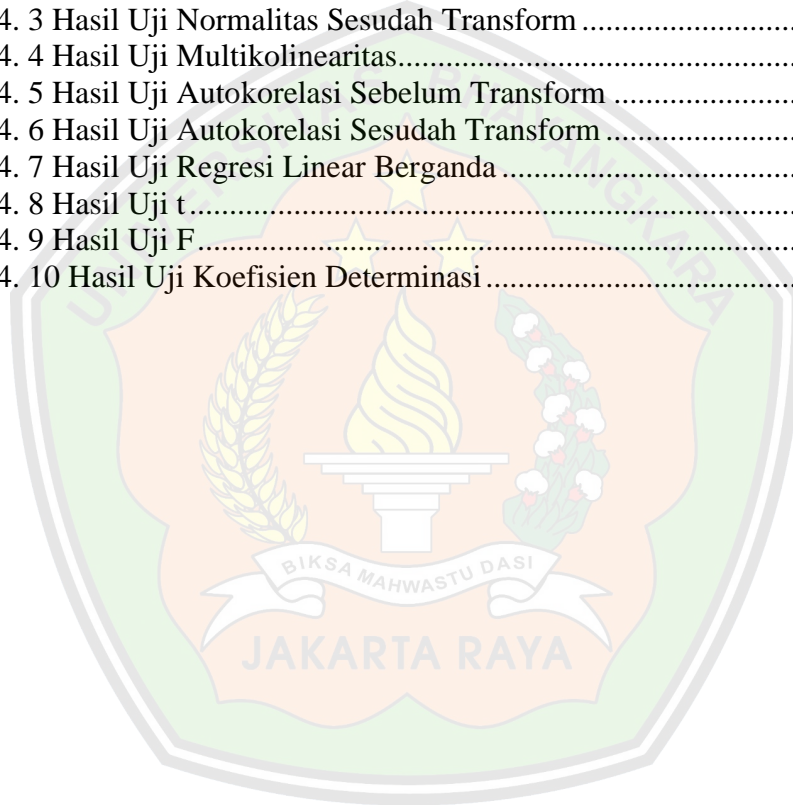 4. 3 Hasil Uji Normalitas Sesudah Transform ...........................
4. 4 Hasil Uji Multikolinearitas..................................................
4. 5 Hasil Uji Autokorelasi Sebelum Transform .......................
4. 6 Hasil Uji Autokorelasi Sesudah Transform ........................
4. 7 Hasil Uji Regresi Linear Berganda .....................................
4. 8 Hasil Uji t............................................................................
4. 9 Hasil Uji F...........................................................................
4. 10 Hasil Uji Koefisien Determinasi .......................................
UNIVERSITAS BHAYANGKARA
BIKSA MAHWASTU DASI
JAKARTA RAYA